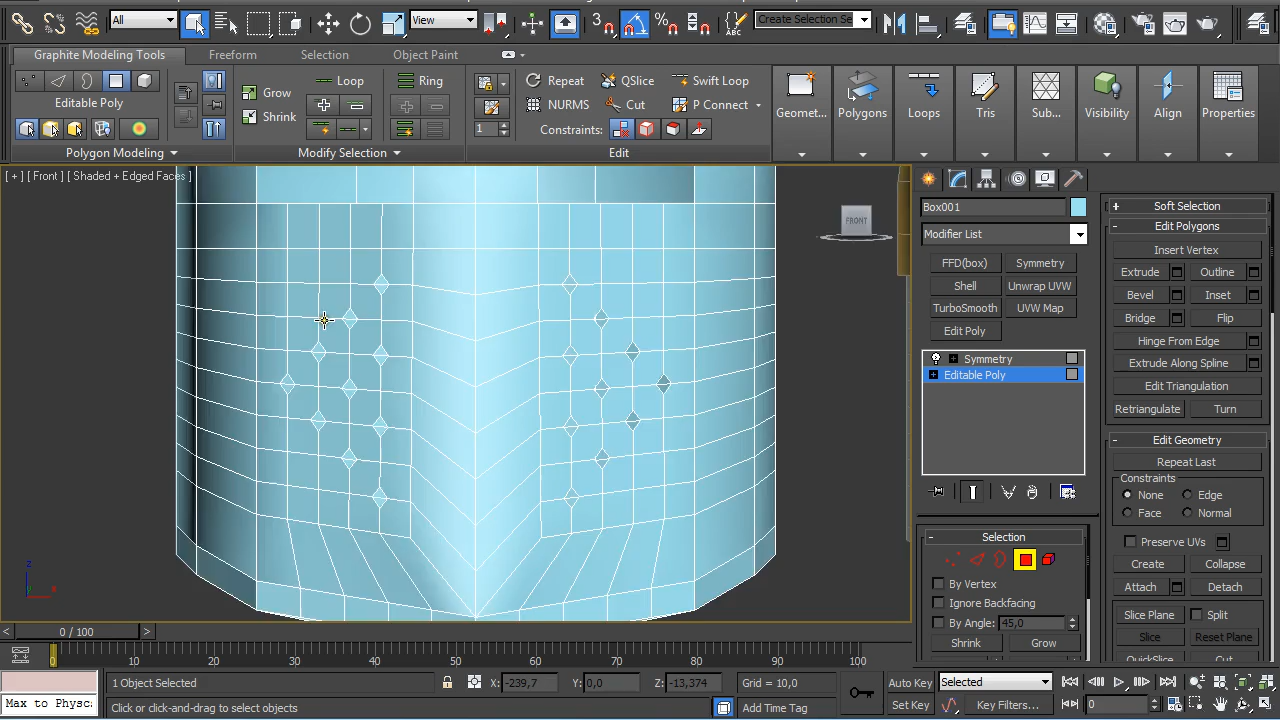 All
View
Create Selection Se
Graphite Modeling Tools
Freeform
Selection
Object Paint
Editable Poly
Polygon Modeling
Loop
Ring
Grow
Shrink
Modify Selection
Repeat
QSlice
Swift Loop
NURMS
Cut
P Connect
1
Constraints:
Edit
Geomet...
Polygons
Loops
Tris
Sub...
Visibility
Align
Properties
[ + ] [ Front ] [ Shaded + Edged Faces ]
FRONT
z
x
Box001
Modifier List
FFD(box)
Symmetry
Shell
Unwrap UVW
TurboSmooth
UVW Map
Edit Poly
Symmetry
Editable Poly
Selection
By Vertex
Ignore Backfacing
By Angle:
45,0
Shrink
Grow
Soft Selection
Edit Polygons
Insert Vertex
Extrude
Outline
Bevel
Inset
Bridge
Flip
Hinge From Edge
Extrude Along Spline
Edit Triangulation
Retriangulate
Turn
Edit Geometry
Repeat Last
Constraints
None
Edge
Face
Normal
Preserve UVs
Create
Collapse
Attach
Detach
Slice Plane
Split
Slice
Reset Plane
QuickSlice
Cut
0 / 100
0
10
20
30
40
50
60
70
80
90
100
Max to Physc
1 Object Selected
X:
-239,7
Y:
0,0
Z:
-13,374
Grid = 10,0
Click or click-and-drag to select objects
Add Time Tag
Auto Key
Selected
Set Key
Key Filters...
0